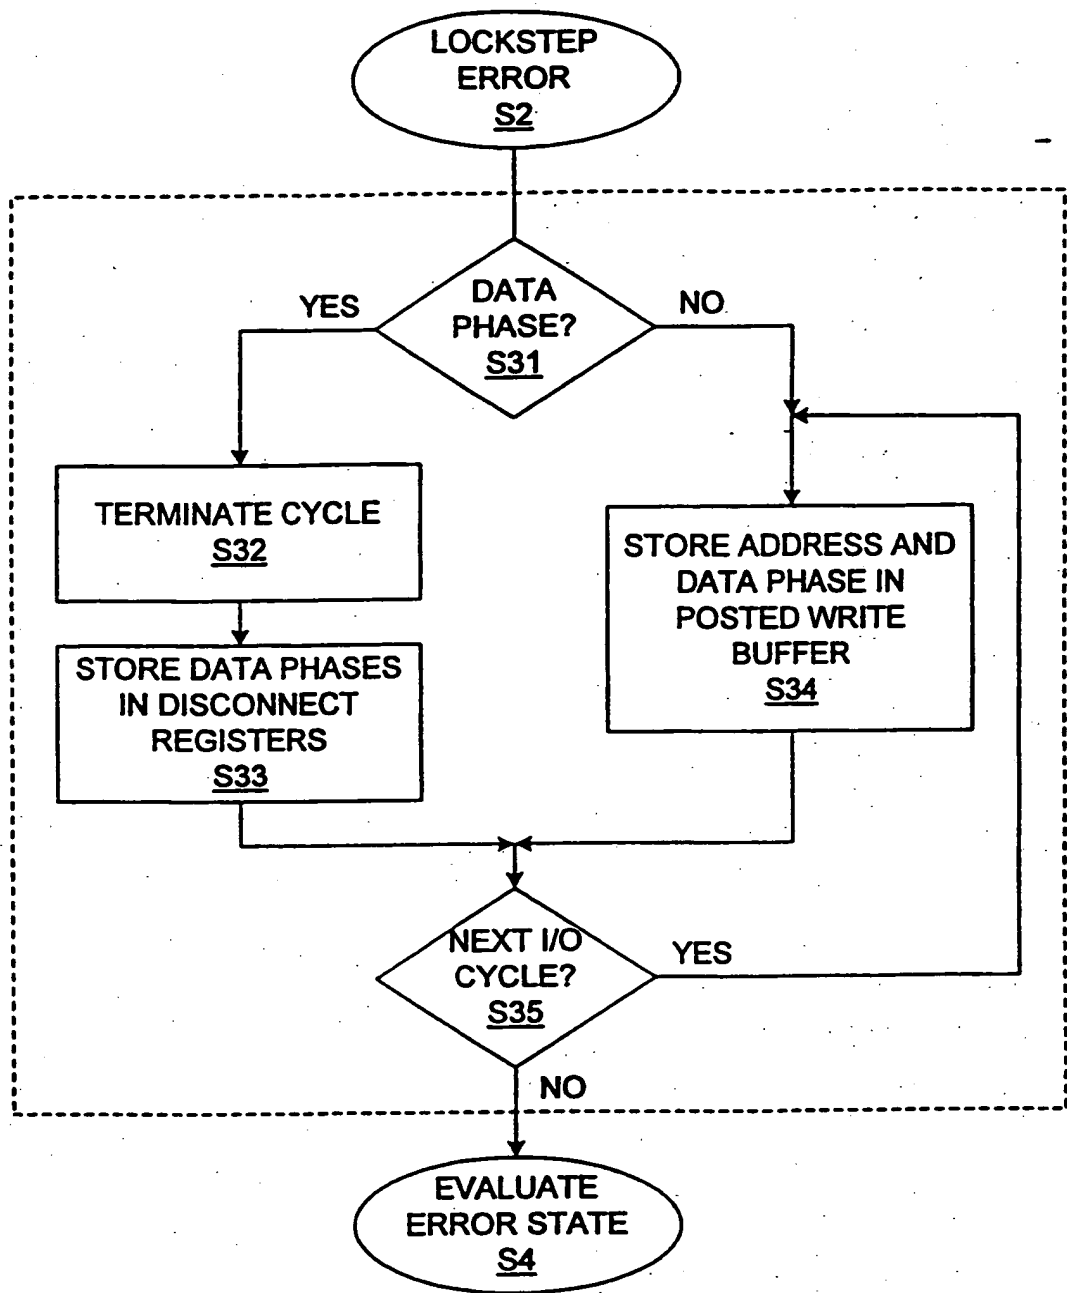 LOCKSTEP
ERROR
S2
DATA
PHASE?
S31
YES
NO
TERMINATE CYCLE
S32
STORE DATA PHASES
IN DISCONNECT
REGISTERS
S33
STORE ADDRESS AND
DATA PHASE IN
POSTED WRITE
BUFFER
S34
NEXT I/O
CYCLE?
S35
YES
NO
EVALUATE
ERROR STATE
S4